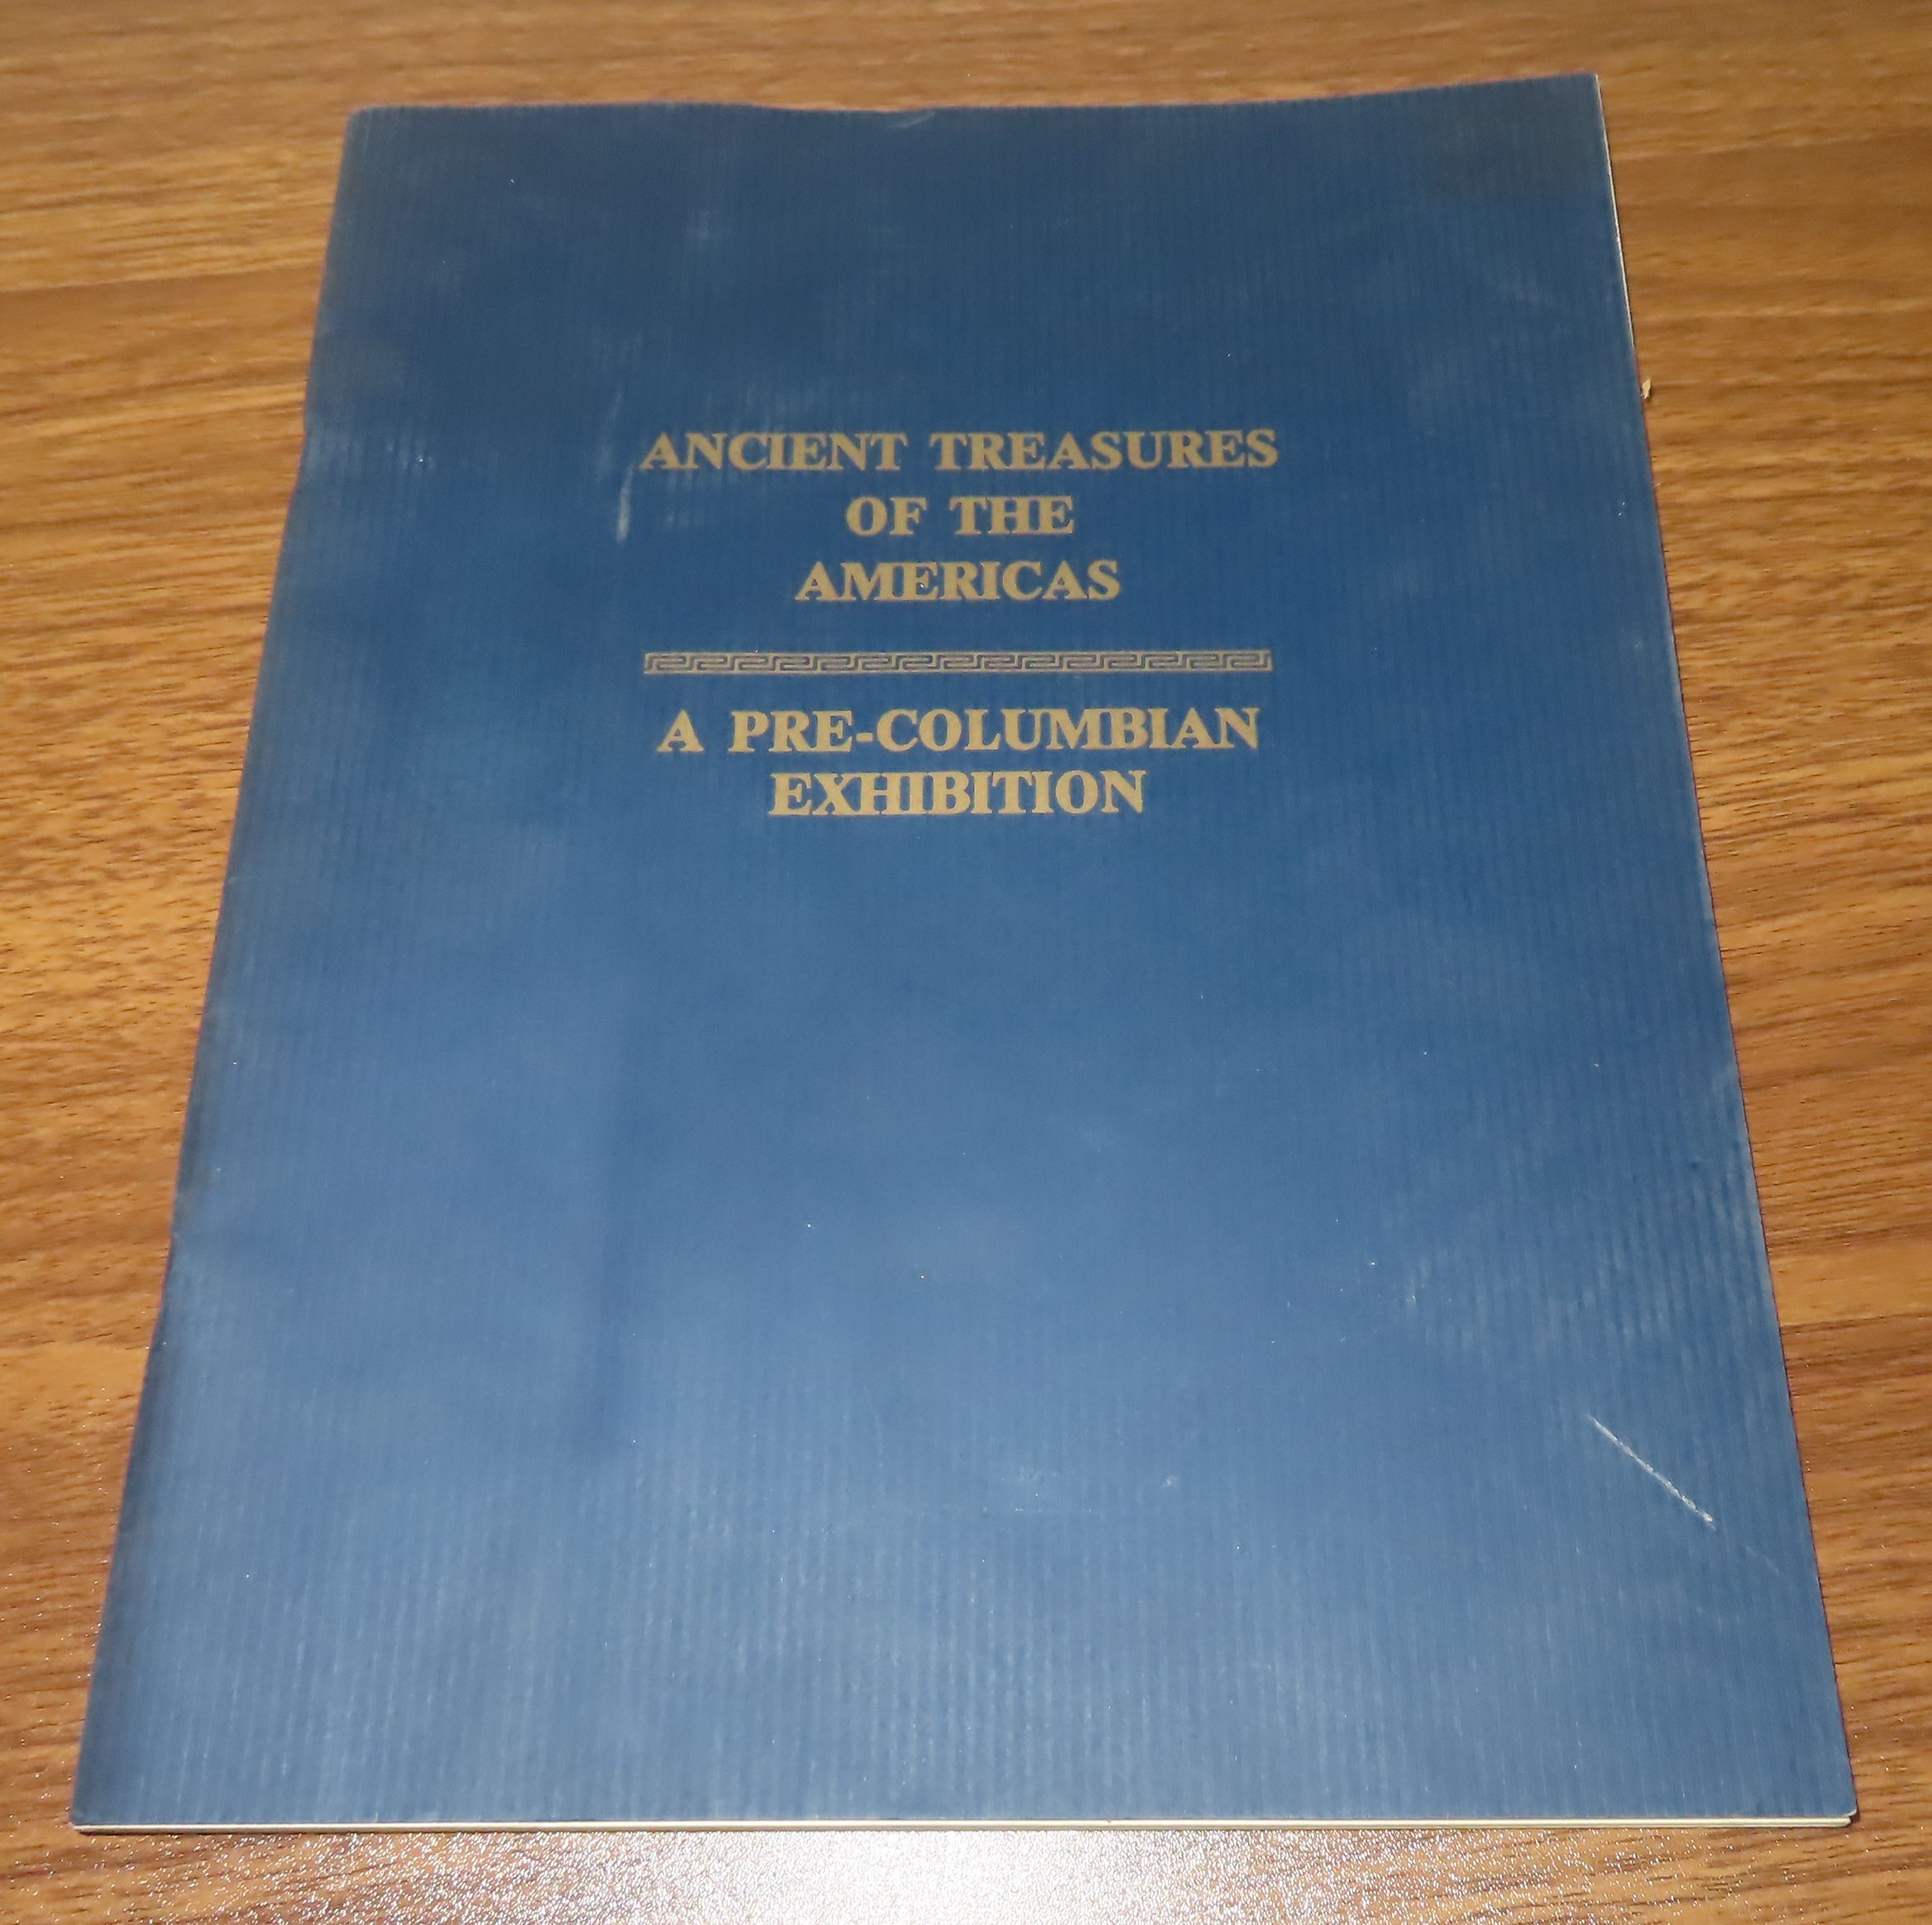 ANCIENT TREASURES
OF THE
AMERICAS
A PRE-COLUMBIAN
EXHIBITION